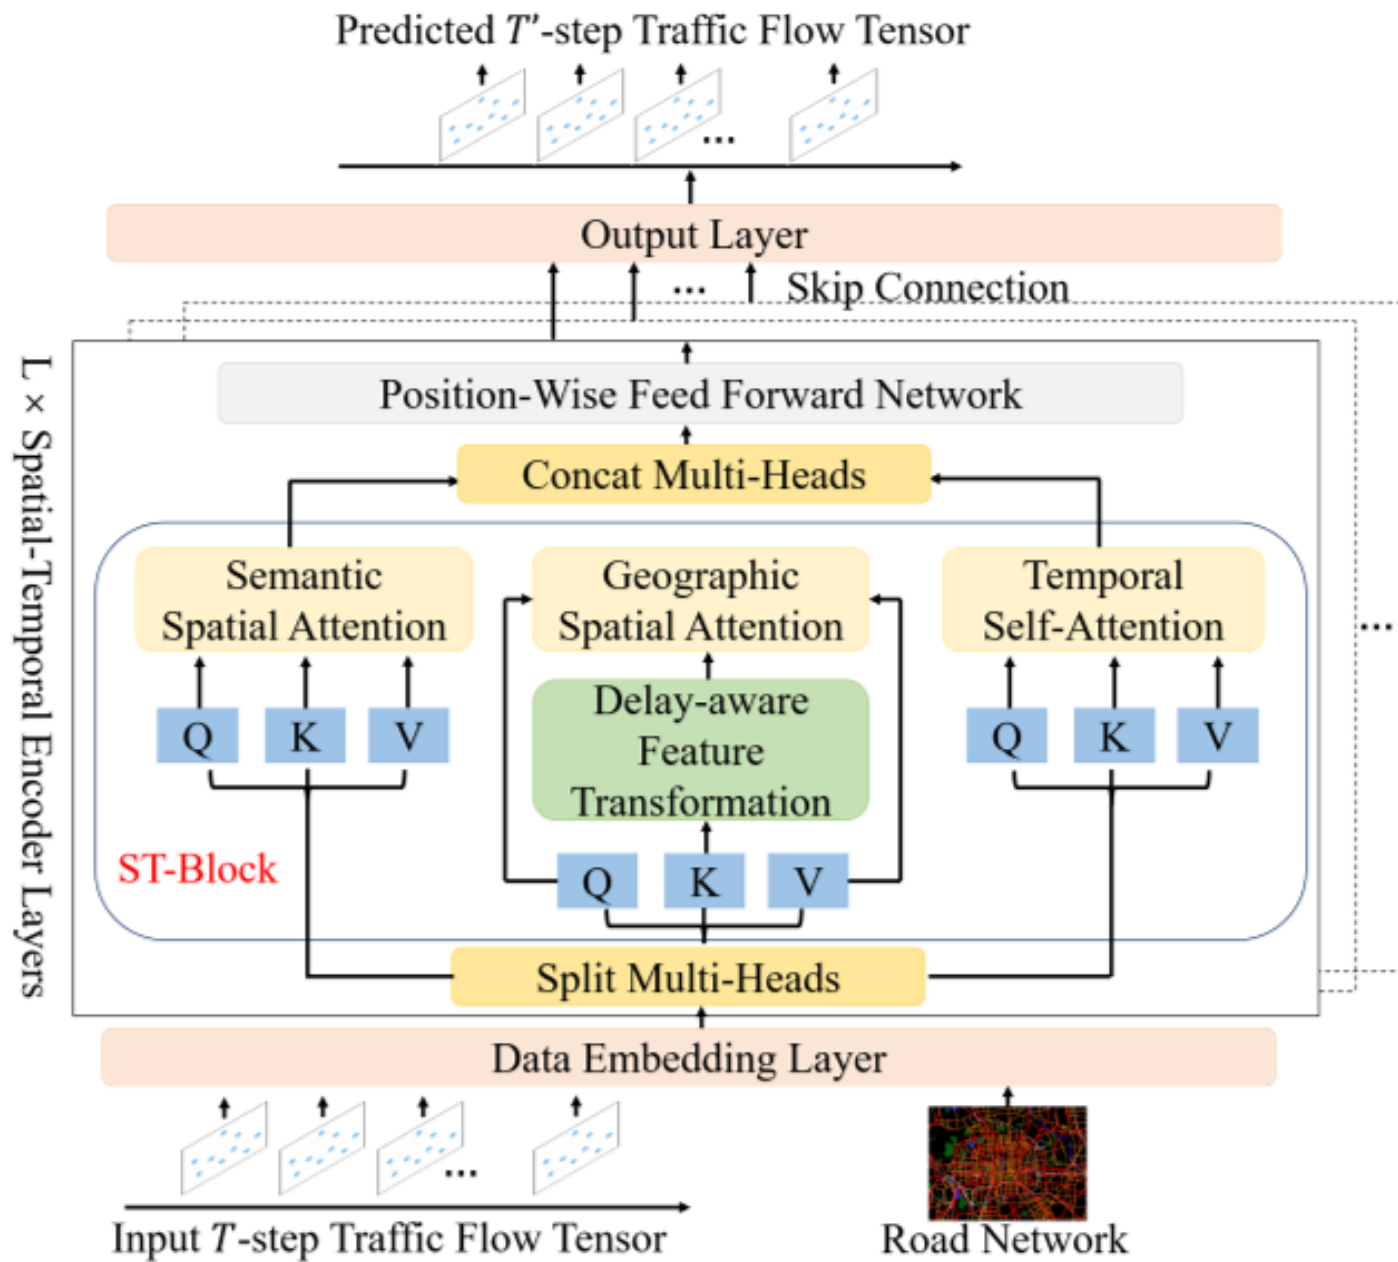 Predicted T'-step Traffic Flow Tensor
...
Output Layer
...
Skip Connection
L × Spatial-Temporal Encoder Layers
Position-Wise Feed Forward Network
Concat Multi-Heads
Semantic
Spatial Attention
Geographic
Spatial Attention
Temporal
Self-Attention
...
Q K V
Delay-aware
Feature
Transformation
Q K V
Q K V
ST-Block
Split Multi-Heads
Data Embedding Layer
...
Input T-step Traffic Flow Tensor
Road Network